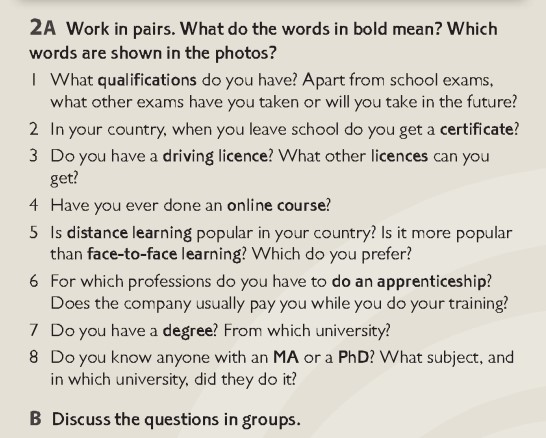 2A Work in pairs. What do the words in bold mean? Which
words are shown in the photos?
1 What qualifications do you have? Apart from school exams,
what other exams have you taken or will you take in the future?
2 In your country, when you leave school do you get a certificate?
3 Do you have a driving licence? What other licences can you
get?
4 Have you ever done an online course?
5 Is distance learning popular in your country? Is it more popular
than face-to-face learning? Which do you prefer?
6 For which professions do you have to do an apprenticeship?
Does the company usually pay you while you do your training?
7 Do you have a degree? From which university?
8 Do you know anyone with an MA or a PhD? What subject, and
in which university, did they do it?
B Discuss the questions in groups.